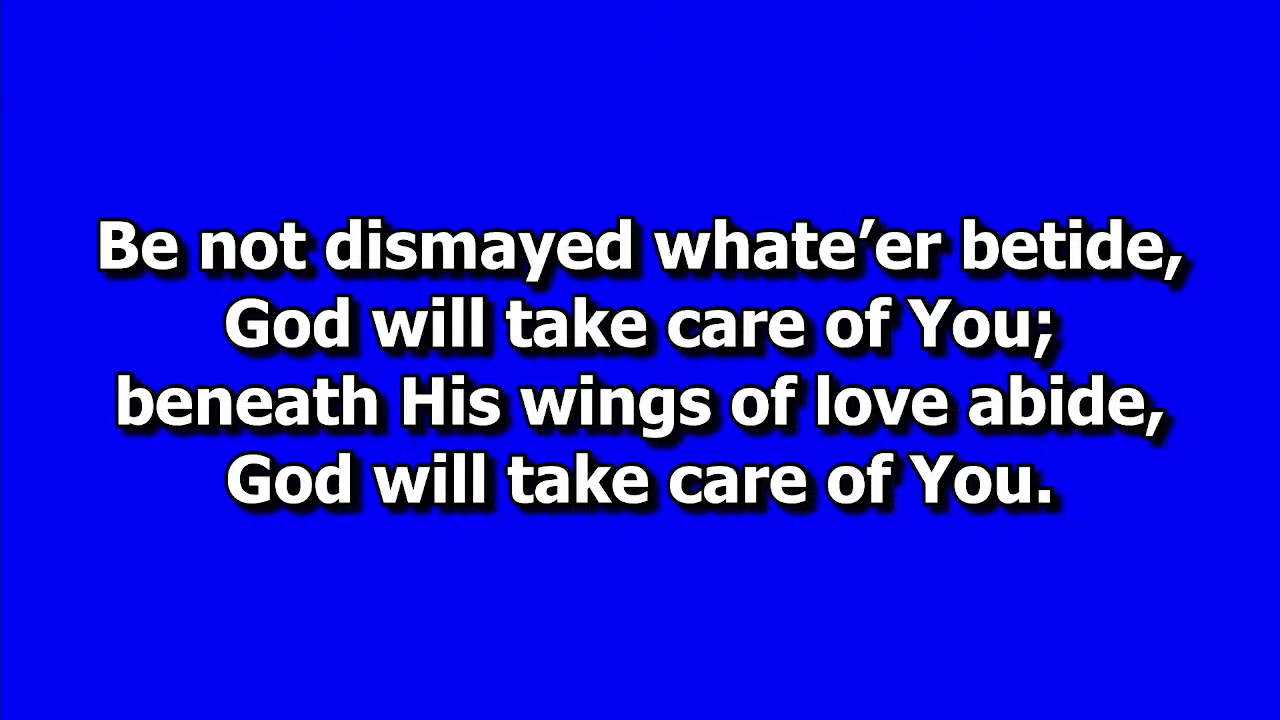 Be not dismayed whate’er betide,
God will take care of You;
beneath His wings of love abide,
God will take care of You.